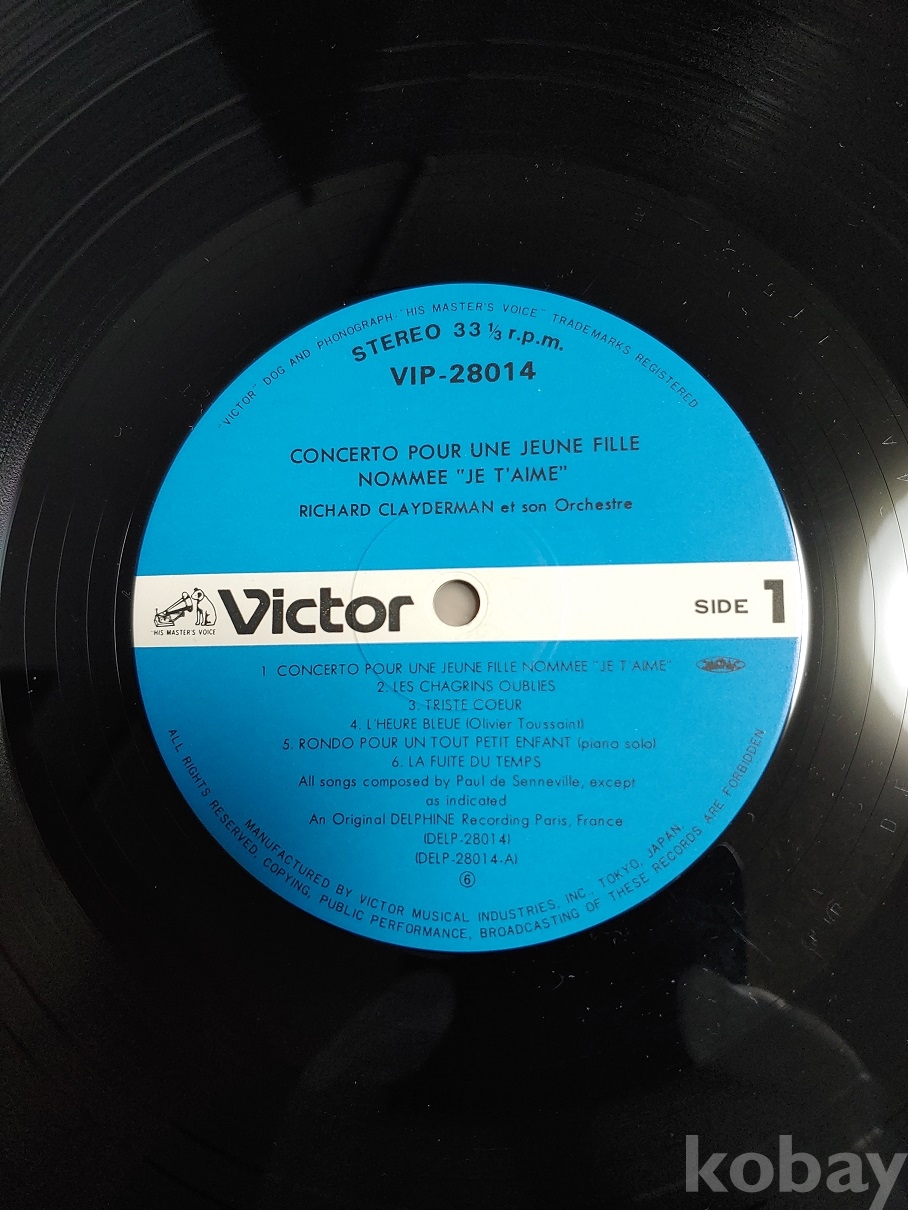 "VICTOR" DOG AND PHONOGRAPH-"HIS MASTER'S VOICE" TRADEMARKS REGISTERED
STEREO 33 ⅓ r.p.m.
VIP-28014
CONCERTO POUR UNE JEUNE FILLE
NOMMEE "JE T'AIME"
RICHARD CLAYDERMAN et son Orchestre
"HIS MASTER'S VOICE"
Victor
SIDE 1
1 CONCERTO POUR UNE JEUNE FILLE NOMMEE "JE T'AIME"
2. LES CHAGRINS OUBLIES
3. TRISTE COEUR
4. L'HEURE BLEUE (Olivier Toussaint)
5. RONDO POUR UN TOUT PETIT ENFANT (piano solo)
6. LA FUITE DU TEMPS
All songs composed by Paul de Senneville, except
as indicated
An Original DELPHINE Recording Paris, France
(DELP-28014)
(DELP-28014-A)
⑥
MANUFACTURED BY VICTOR MUSICAL INDUSTRIES, INC., TOKYO, JAPAN.
ALL RIGHTS RESERVED. COPYING, PUBLIC PERFORMANCE, BROADCASTING OF THESE RECORDS ARE FORBIDDEN
kobay